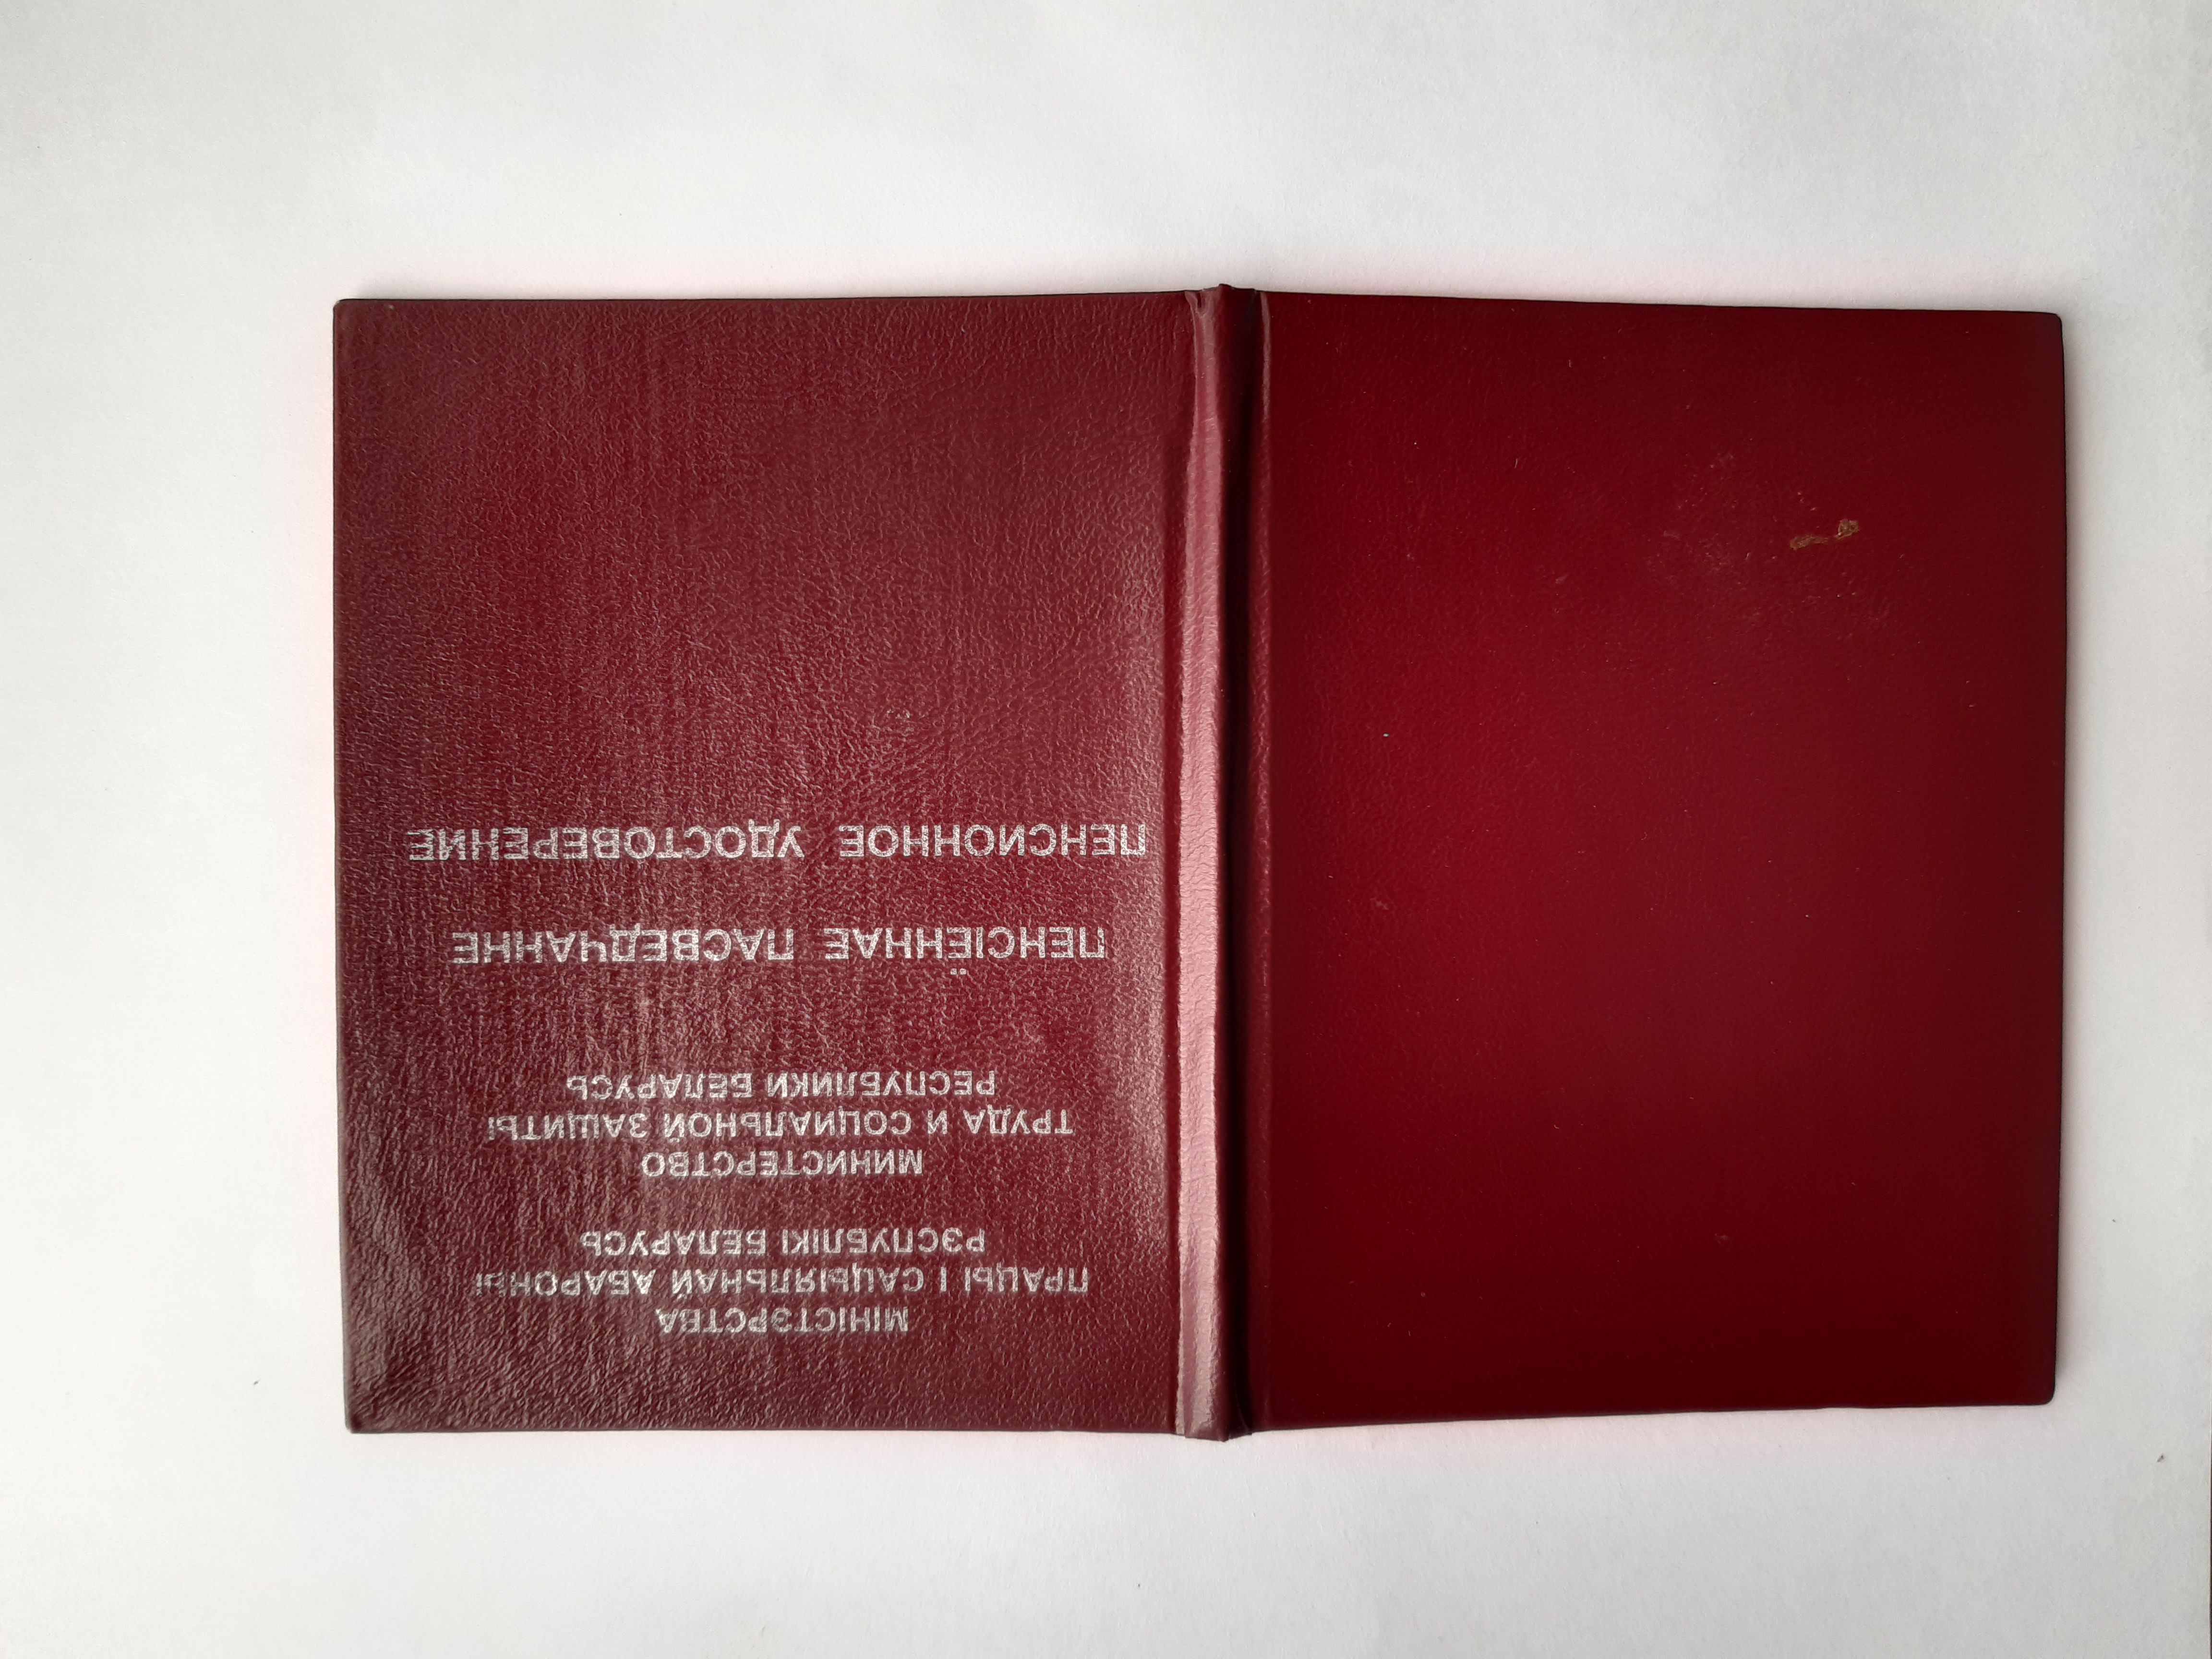 МІНІСТЭРСТВА
ПРАЦЫ І САЦЫЯЛЬНАЙ АБАРОНЫ
РЭСПУБЛІКІ БЕЛАРУСЬ
МИНИСТЕРСТВО
ТРУДА И СОЦИАЛЬНОЙ ЗАЩИТЫ
РЕСПУБЛИКИ БЕЛАРУСЬ
ПЕНСІЁННАЕ ПАСВЕДЧАННЕ
ПЕНСИОННОЕ УДОСТОВЕРЕНИЕ